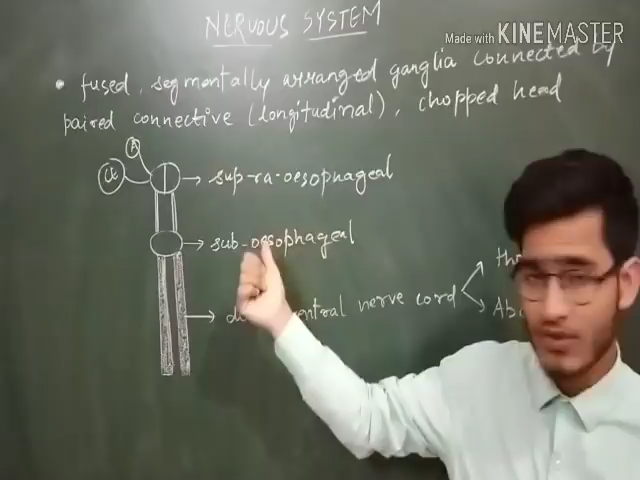 Made with KINEMASTER
NERVOUS SYSTEM
• fused, segmentally arranged ganglia connected by
paired connective (longitudinal), chopped head
A
sup-ra-oesophageal
sub-oesophageal
nerve cord